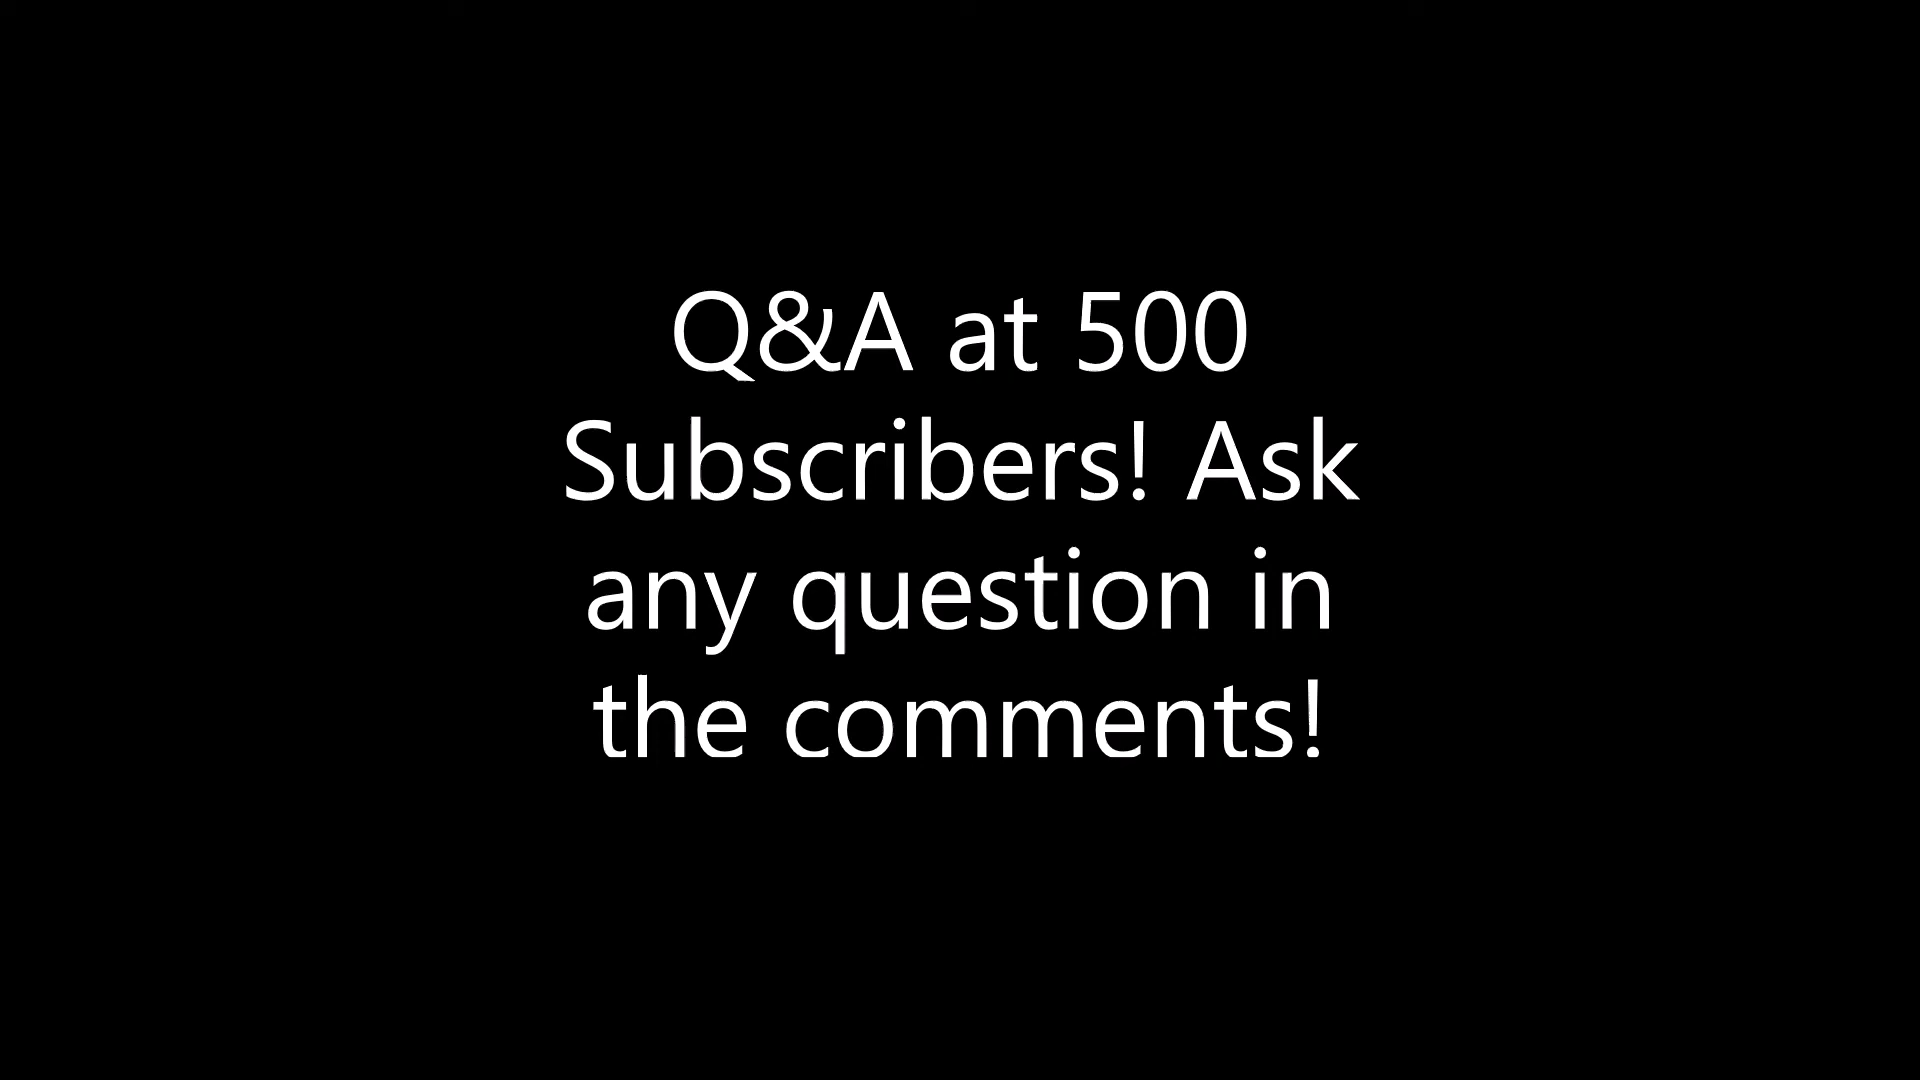 Q&A at 500
Subscribers! Ask
any question in
the comments!